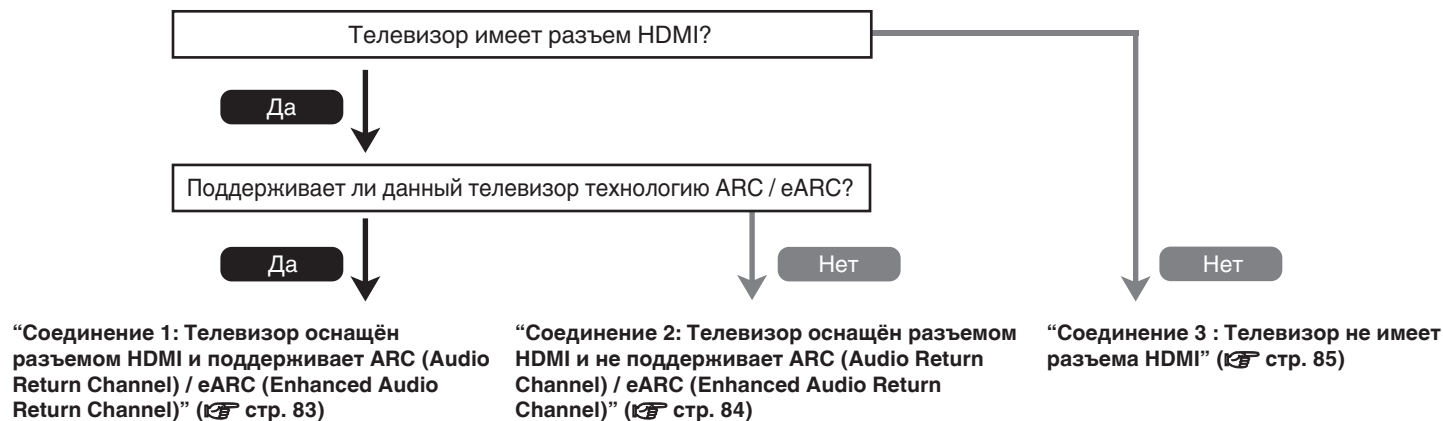 Телевизор имеет разъем HDMI?
Да
Поддерживает ли данный телевизор технологию ARC / eARC?
Да
Нет
Нет
“Соединение 1: Телевизор оснащён
разъемом HDMI и поддерживает ARC (Audio
Return Channel) / eARC (Enhanced Audio
Return Channel)” (☞ стр. 83)
“Соединение 2: Телевизор оснащён разъемом
HDMI и не поддерживает ARC (Audio Return
Channel) / eARC (Enhanced Audio Return
Channel)” (☞ стр. 84)
“Соединение 3 : Телевизор не имеет
разъема HDMI” (☞ стр. 85)